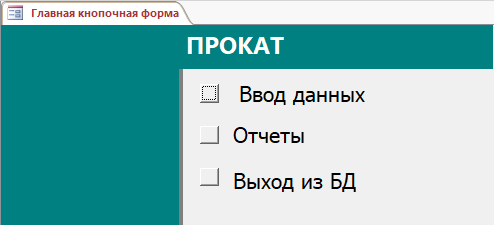 Главная кнопочная форма
ПРОКАТ
Ввод данных
Отчеты
Выход из БД